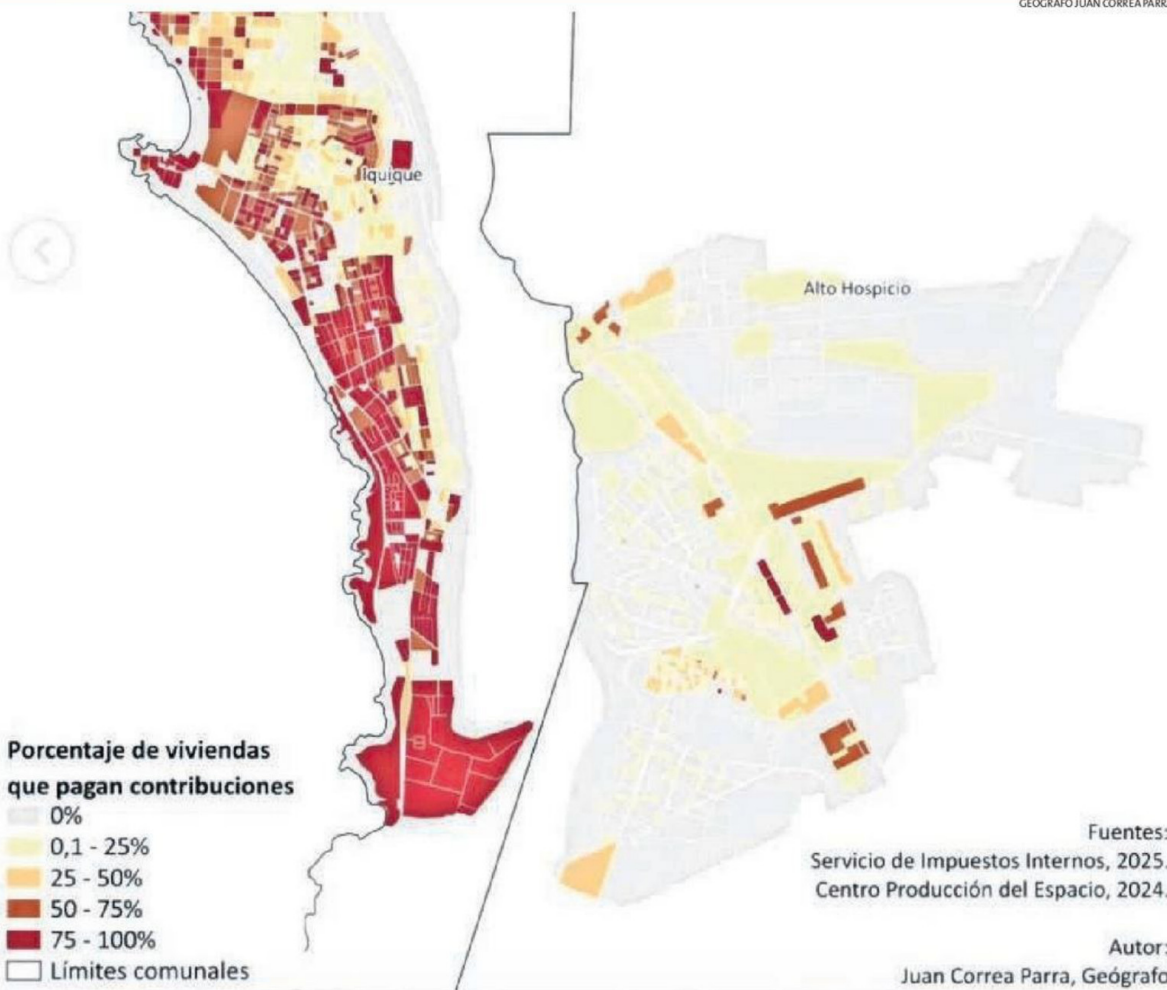 GEÓGRAFO JUAN CORREA PARRA
Iquique
Alto Hospicio
Porcentaje de viviendas
que pagan contribuciones
0%
0,1 - 25%
25 - 50%
50 - 75%
75 - 100%
Límites comunales
Fuentes:
Servicio de Impuestos Internos, 2025.
Centro Producción del Espacio, 2024.
Autor:
Juan Correa Parra, Geógrafo